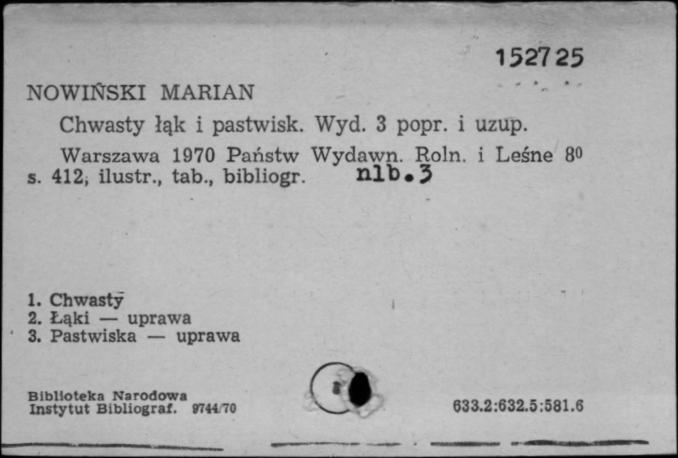 152725
NOWIŃSKI MARIAN
Chwasty łąk i pastwisk. Wyd. 3 popr. i uzup.
Warszawa 1970 Państw Wydawn. Roln. i Leśne 8⁰
s. 412, ilustr., tab., bibliogr. nlb.3
1. Chwasty
2. Łąki — uprawa
3. Pastwiska — uprawa
Biblioteka Narodowa
Instytut Bibliograf. 9744/70
633.2:632.5:581.6